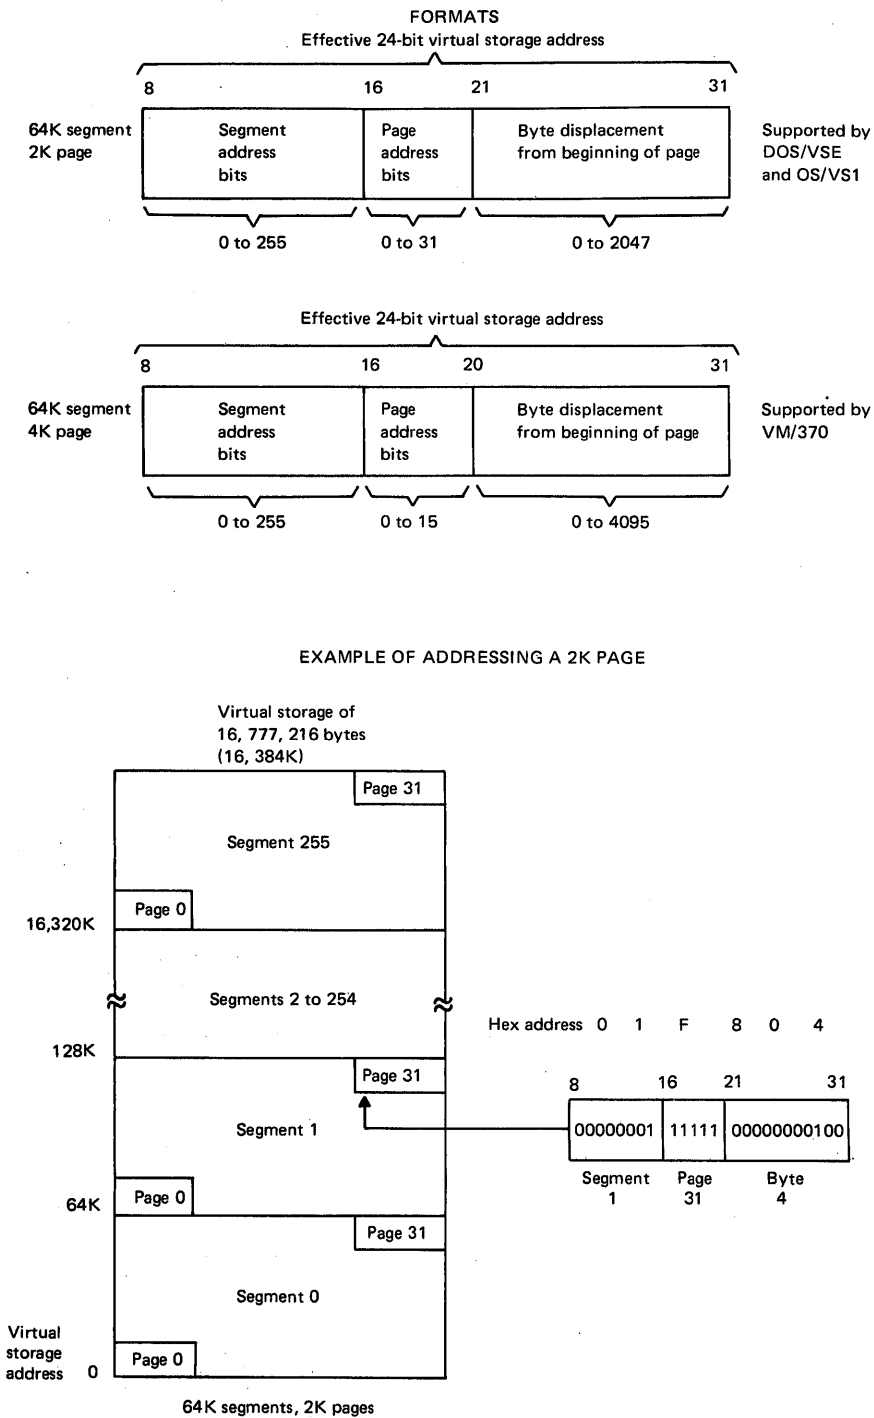 FORMATS
Effective 24-bit virtual storage address
8 16 21 31
64K segment
2K page
Segment
address
bits
Page
address
bits
Byte displacement
from beginning of page
Supported by
DOS/VSE
and OS/VS1
0 to 255 0 to 31 0 to 2047
Effective 24-bit virtual storage address
8 16 20 31
64K segment
4K page
Segment
address
bits
Page
address
bits
Byte displacement
from beginning of page
Supported by
VM/370
0 to 255 0 to 15 0 to 4095
EXAMPLE OF ADDRESSING A 2K PAGE
Virtual storage of
16, 777, 216 bytes
(16, 384K)
Page 31
Segment 255
Page 0
16,320K
Segments 2 to 254
128K
Page 31
Segment 1
Page 0
64K
Page 31
Segment 0
Page 0
Virtual
storage
address 0
64K segments, 2K pages
Hex address 0 1 F 8 0 4
8 16 21 31
00000001 11111 00000000100
Segment
1
Page
31
Byte
4